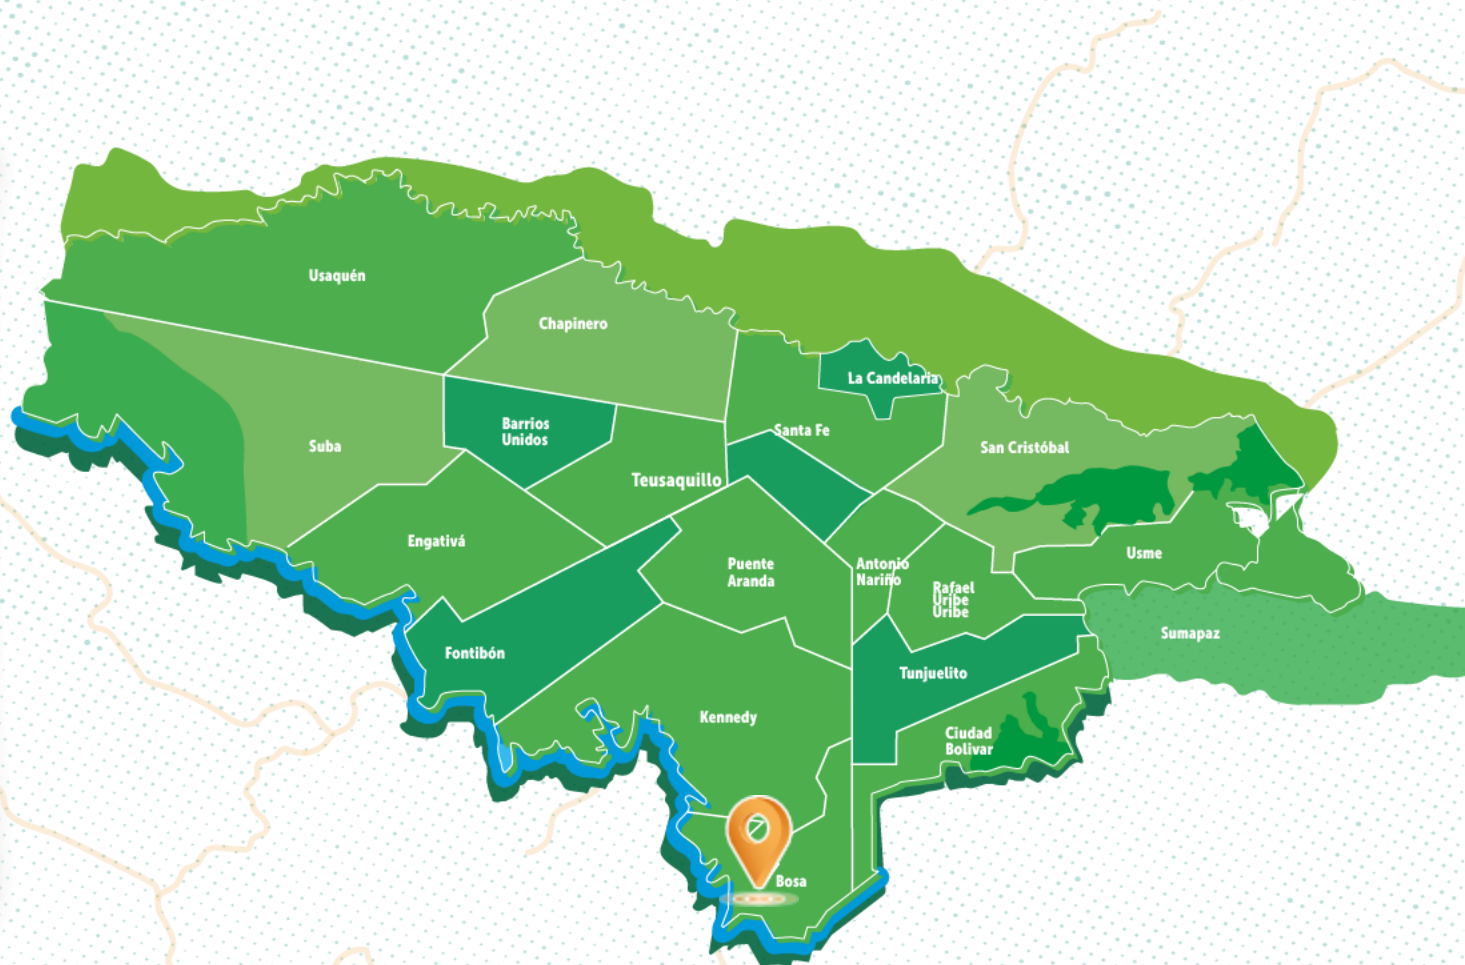 Usaquén
Chapinero
La Candelaria
Barrios
Unidos
Santa Fe
Suba
San Cristóbal
Teusaquillo
Engativá
Puente
Aranda
Antonio
Nariño
Usme
Rafael
Uribe
Uribe
Sumapaz
Fontibón
Tunjuelito
Kennedy
Ciudad
Bolivar
Bosa